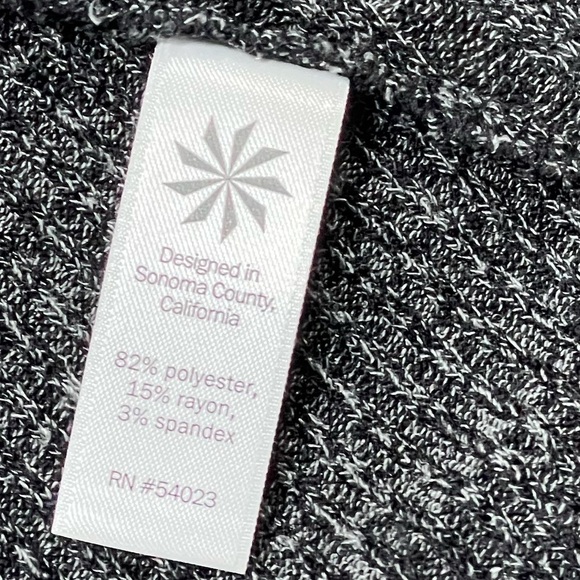 Designed in
Sonoma County,
California
82% polyester,
15% rayon,
3% spandex
RN #54023